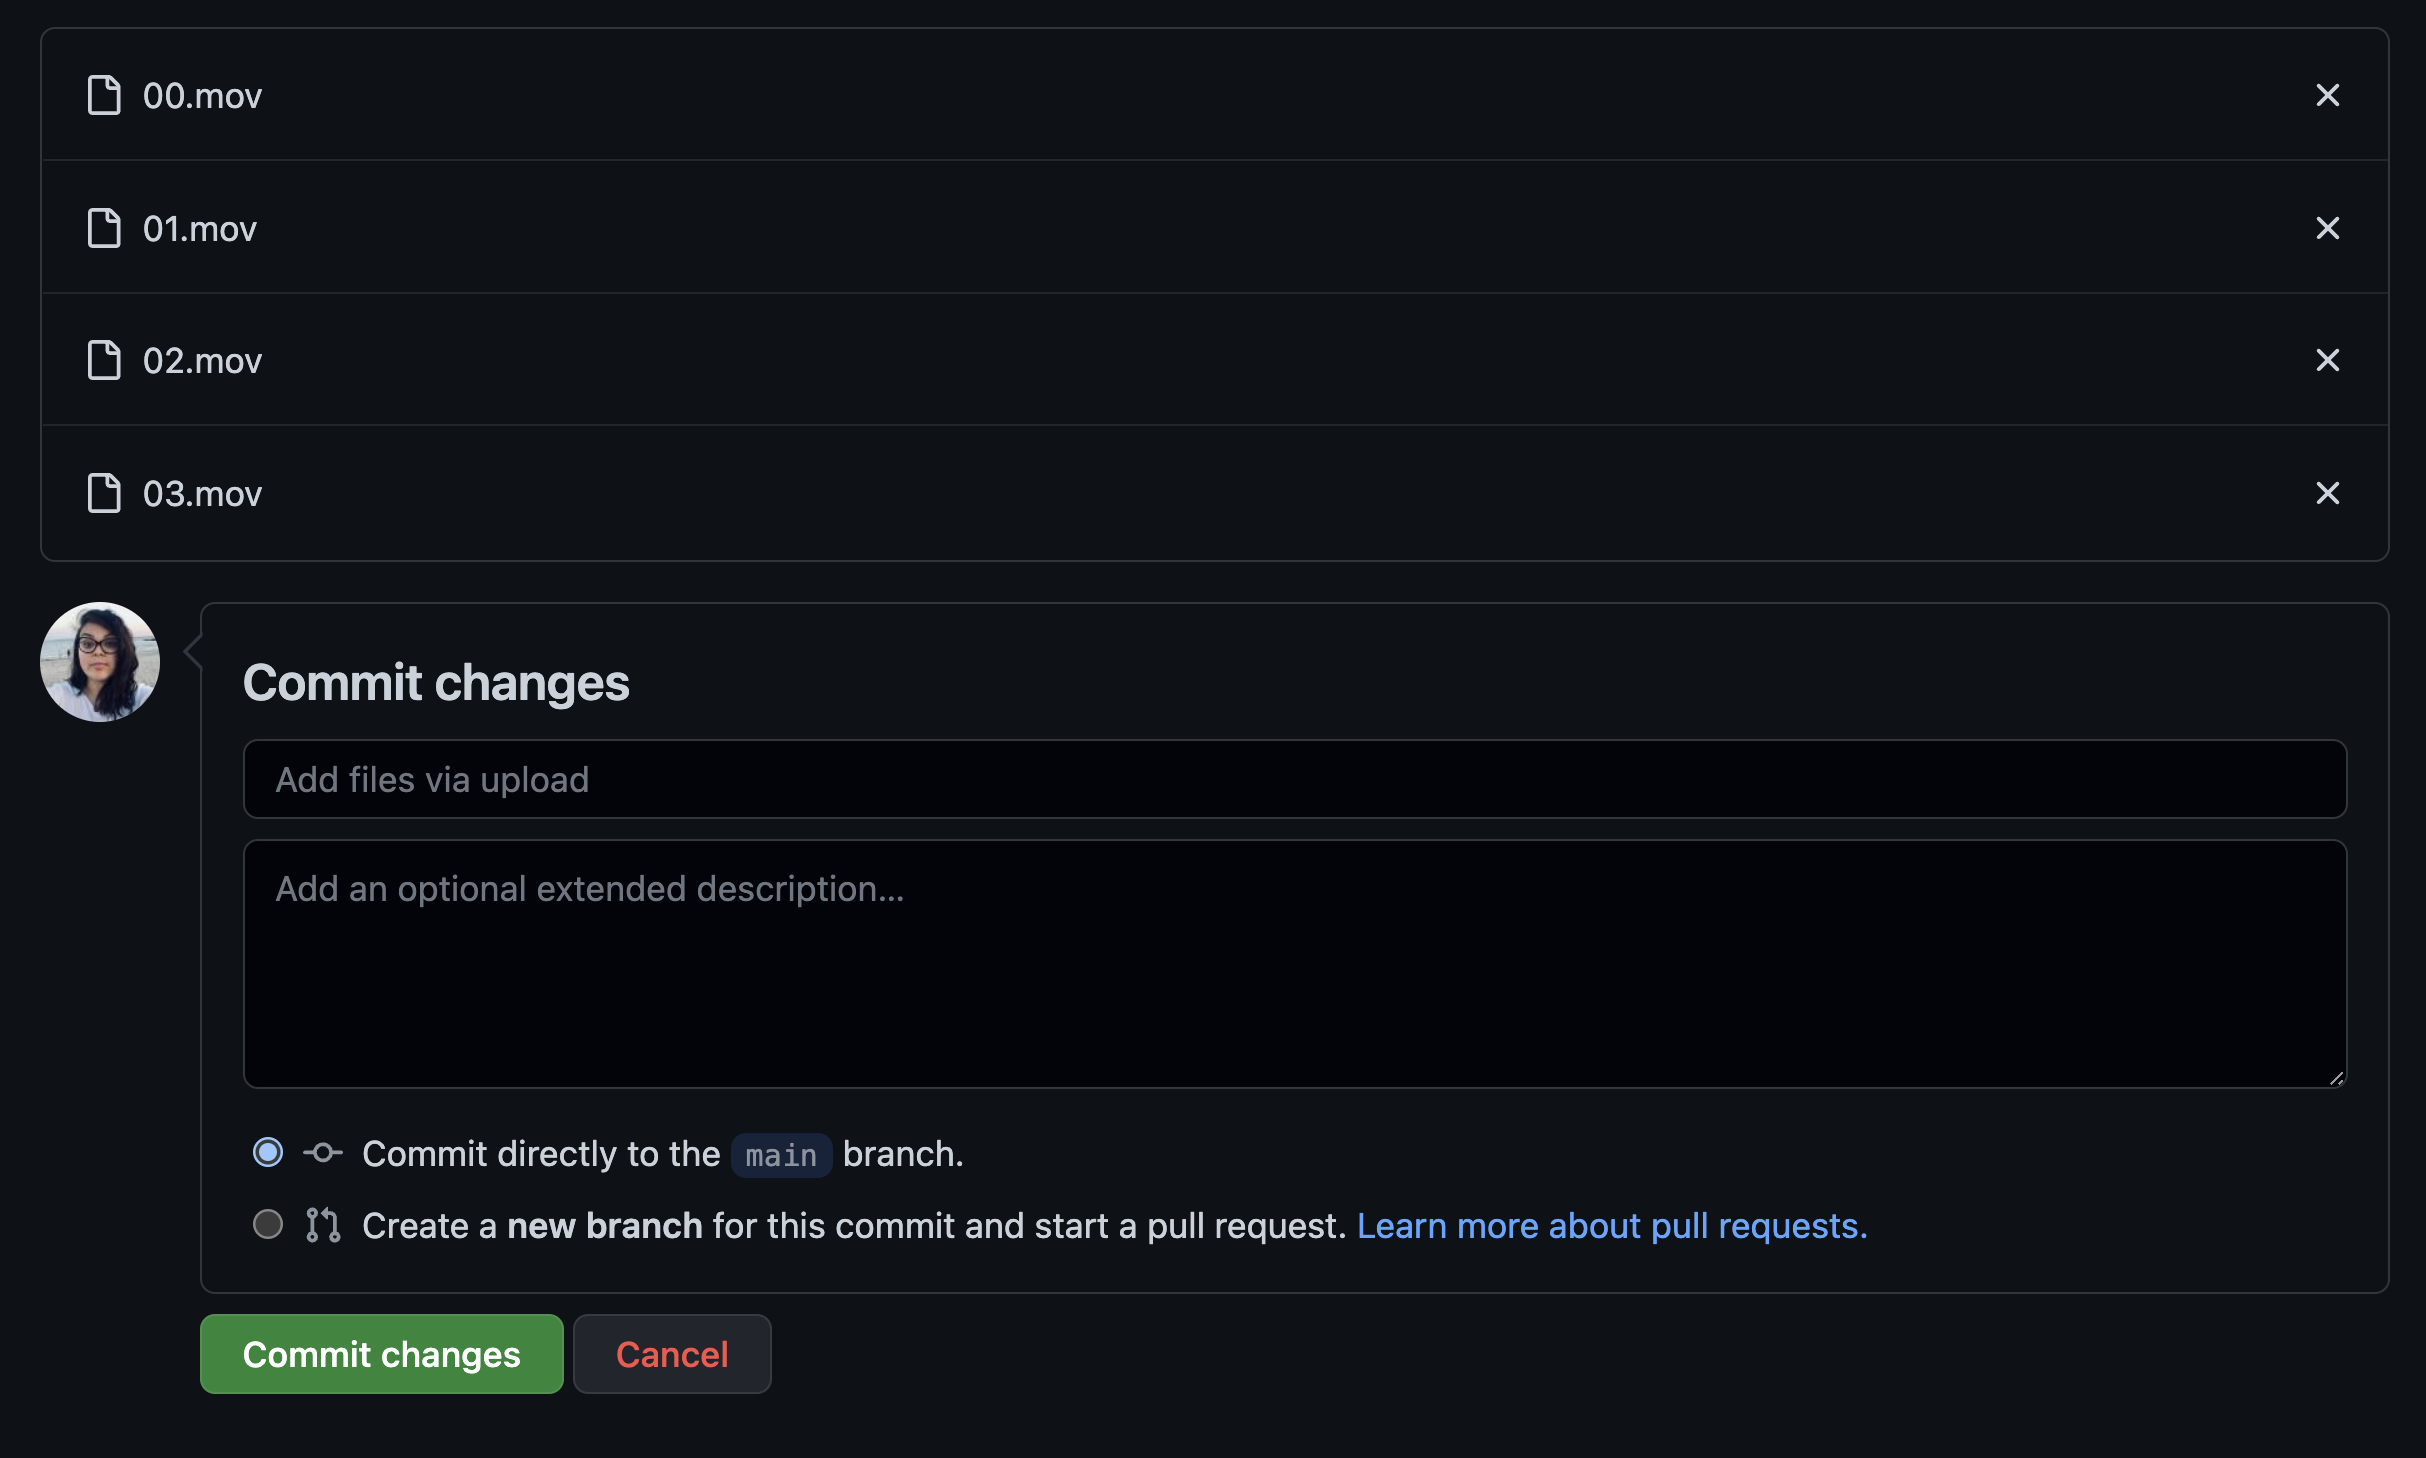 00.mov
01.mov
02.mov
03.mov
Commit changes
Add files via upload
Add an optional extended description...
Commit directly to the main branch.
Create a new branch for this commit and start a pull request. Learn more about pull requests.
Commit changes
Cancel